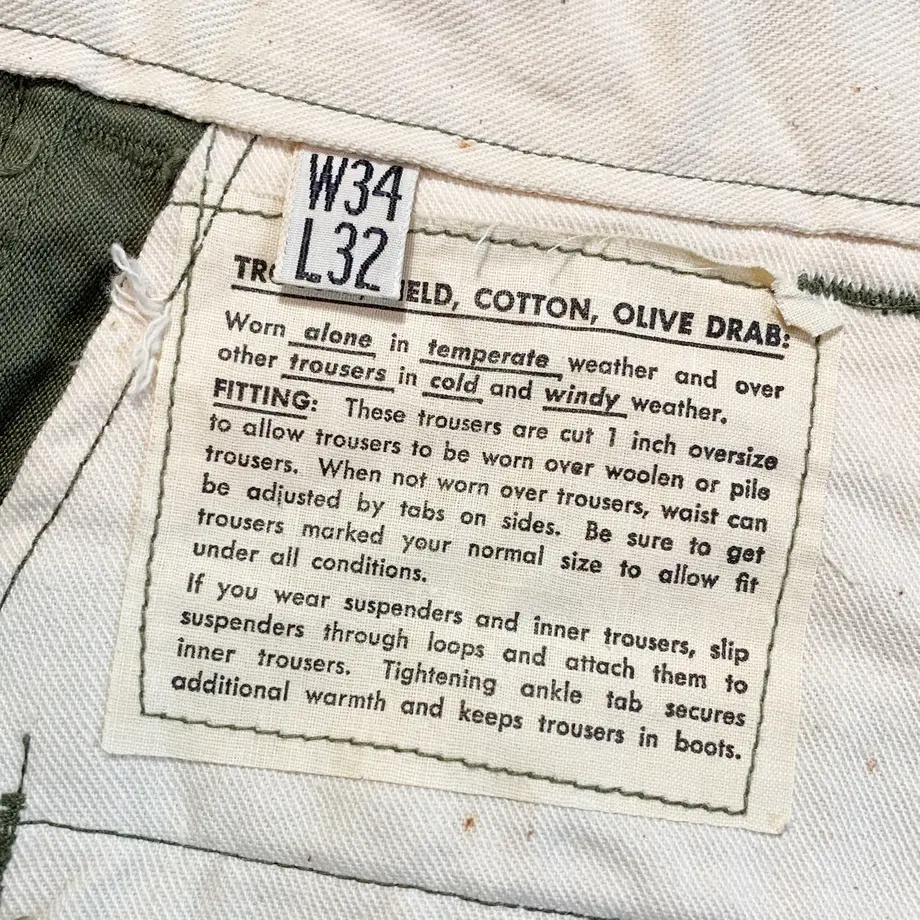 W34
L32
COTTON, OLIVE DRAB:
Worn alone in temperate weather and over
other trousers in cold and windy weather.
FITTING: These trousers are cut 1 inch oversize
to allow trousers to be worn over woolen or pile
trousers. When not worn over trousers, waist can
be adjusted by tabs on sides. Be sure to get
trousers marked your normal size to allow fit
under all conditions.
If you wear suspenders and inner trousers, slip
suspenders through loops and attach them to
inner trousers. Tightening ankle tab secures
additional warmth and keeps trousers in boots.